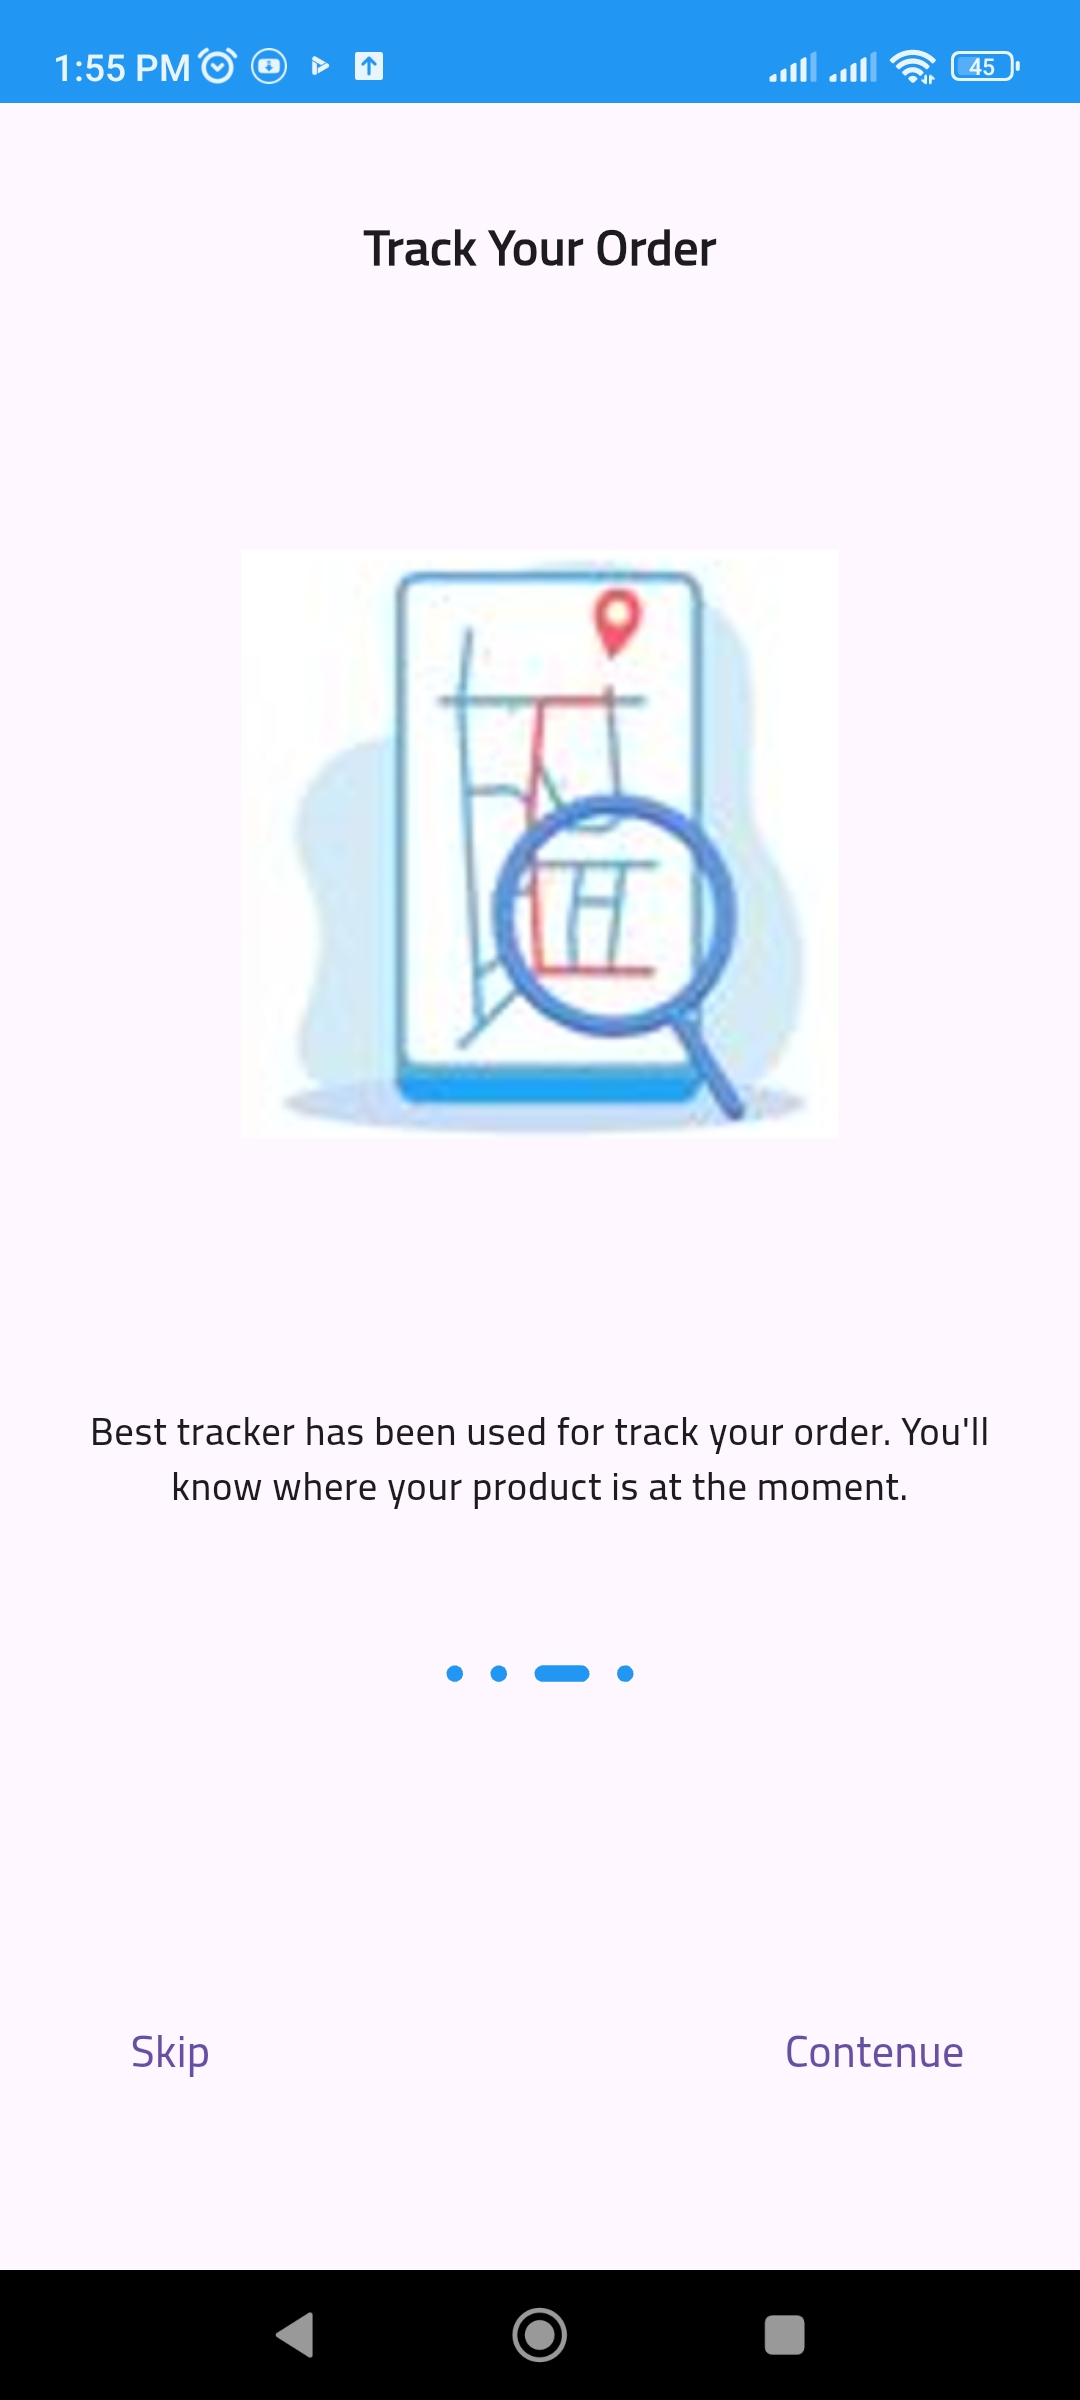 1:55 PM
45
Track Your Order
Best tracker has been used for track your order. You'll
know where your product is at the moment.
Skip
Contenue